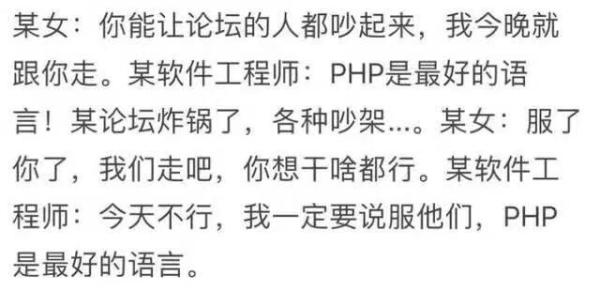 某女：你能让论坛的人都吵起来，我今晚就
跟你走。某软件工程师：PHP是最好的语
言！某论坛炸锅了，各种吵架...。某女：服了
你了，我们走吧，你想干啥都行。某软件工
程师：今天不行，我一定要说服他们，PHP
是最好的语言。